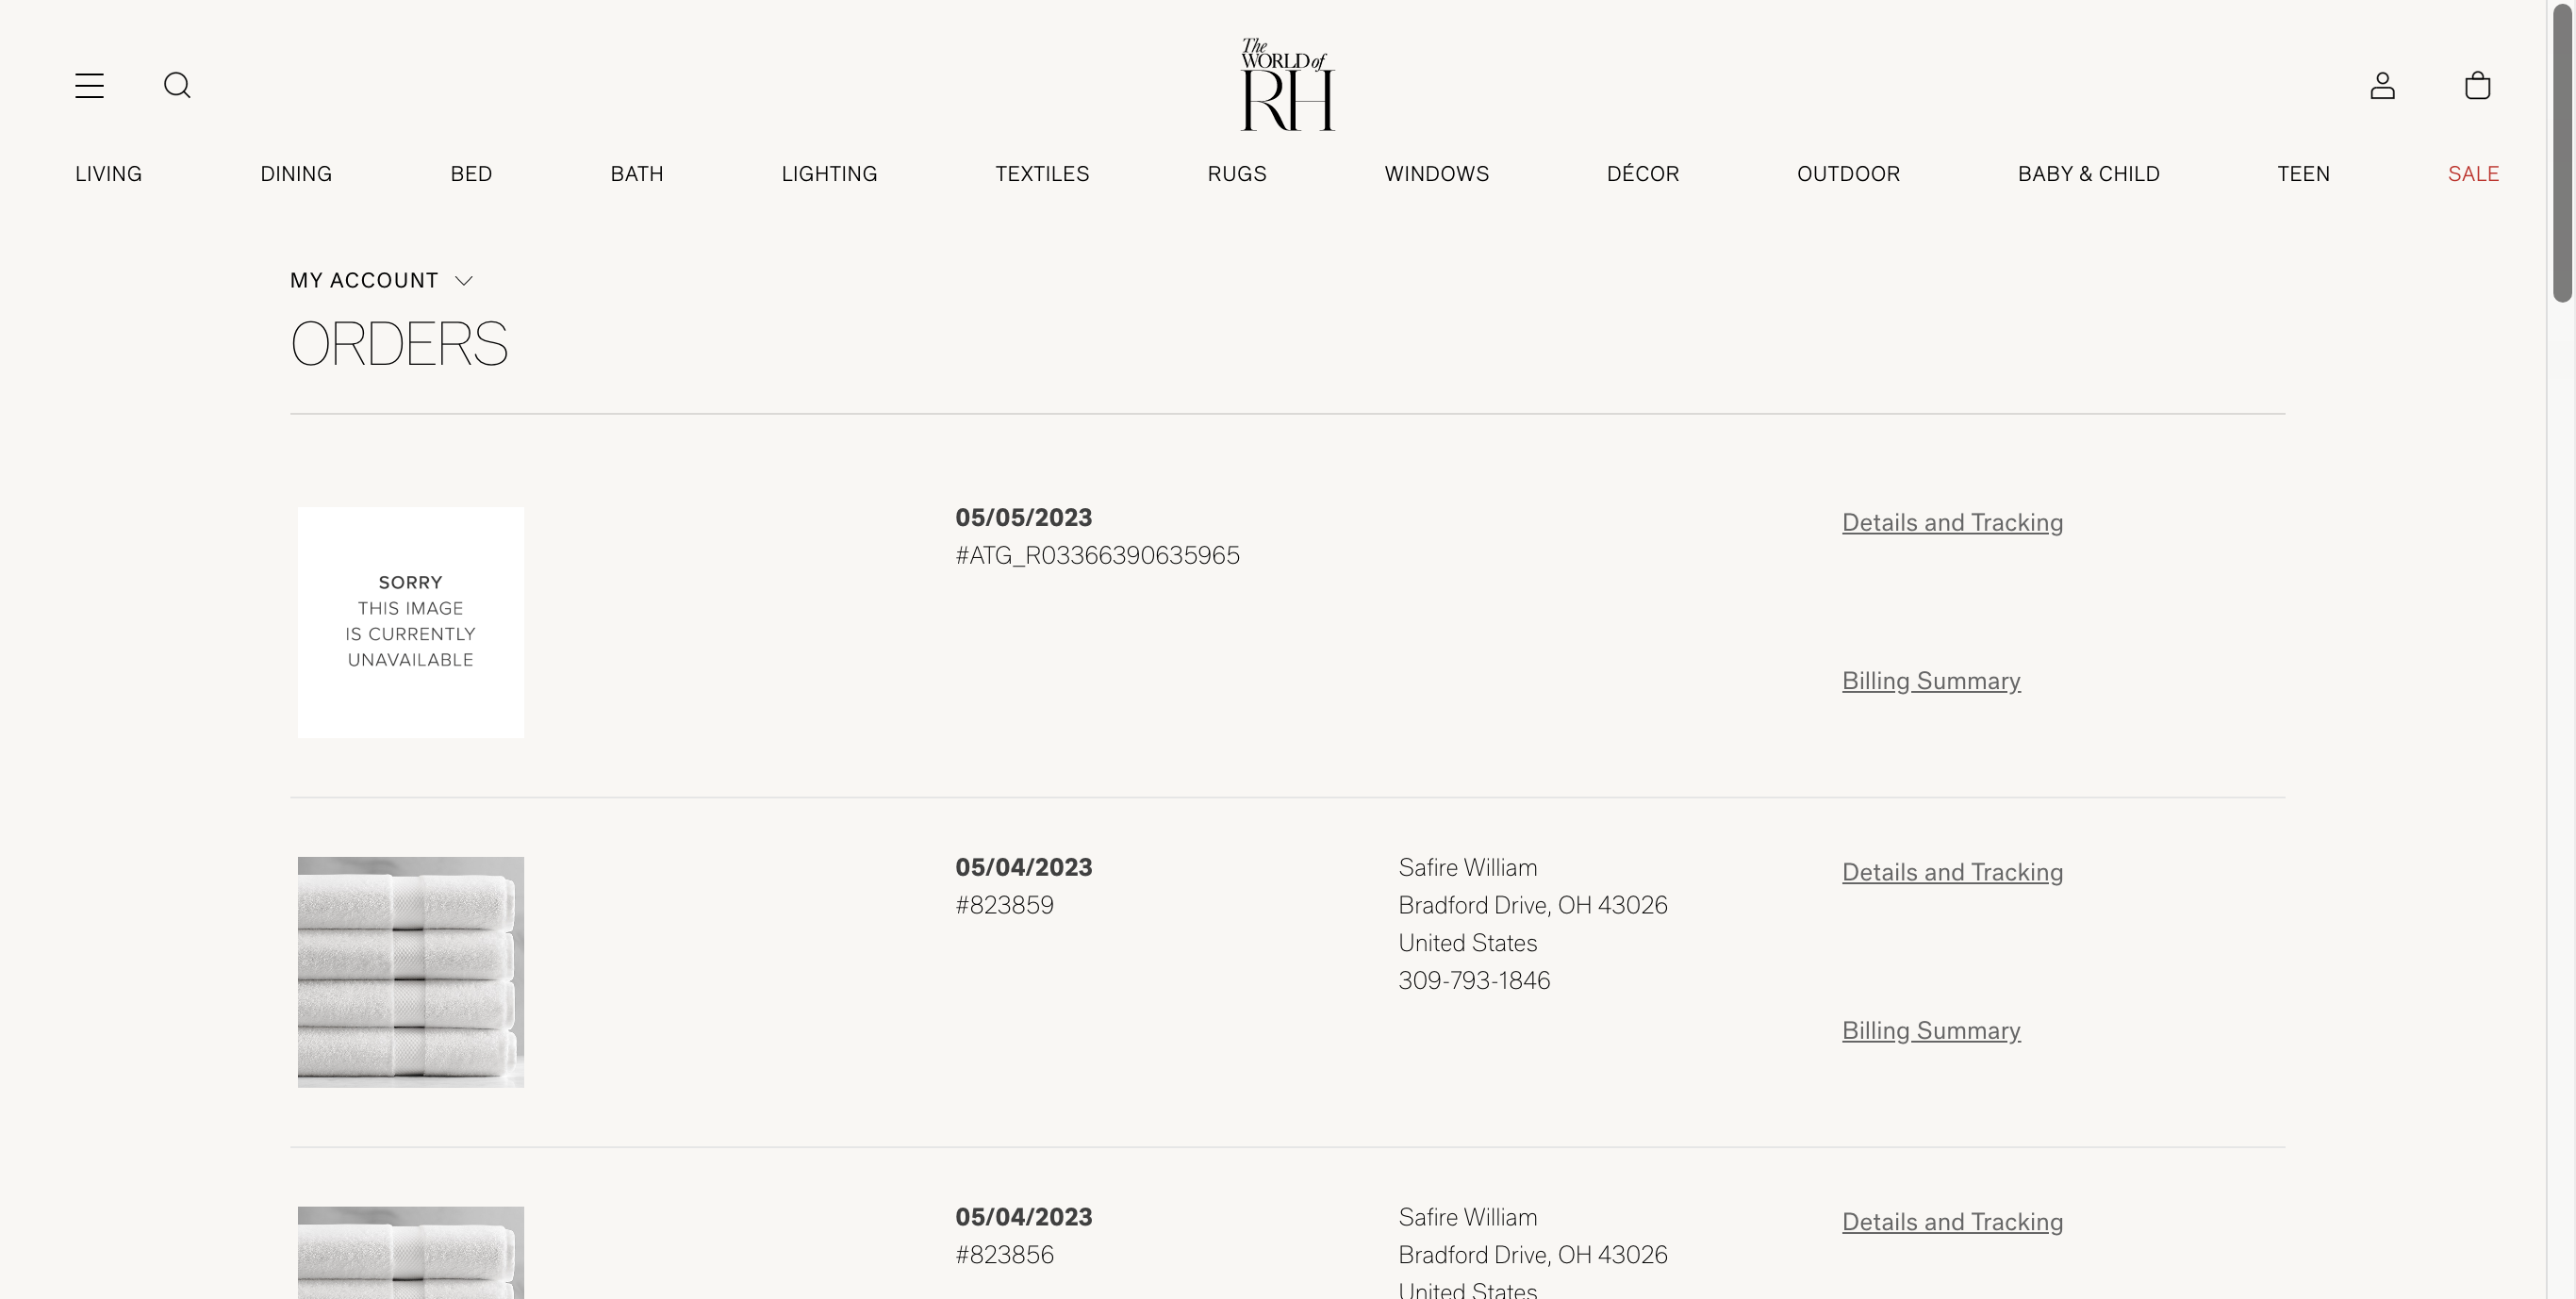 The
WORLD of
RH
LIVING DINING BED BATH LIGHTING TEXTILES RUGS WINDOWS DÉCOR OUTDOOR BABY & CHILD TEEN SALE
MY ACCOUNT
ORDERS
SORRY
THIS IMAGE
IS CURRENTLY
UNAVAILABLE
05/05/2023
#ATG_R03366390635965
Details and Tracking
Billing Summary
05/04/2023
#823859
Safire William
Bradford Drive, OH 43026
United States
309-793-1846
Details and Tracking
Billing Summary
05/04/2023
#823856
Safire William
Bradford Drive, OH 43026
United States
Details and Tracking